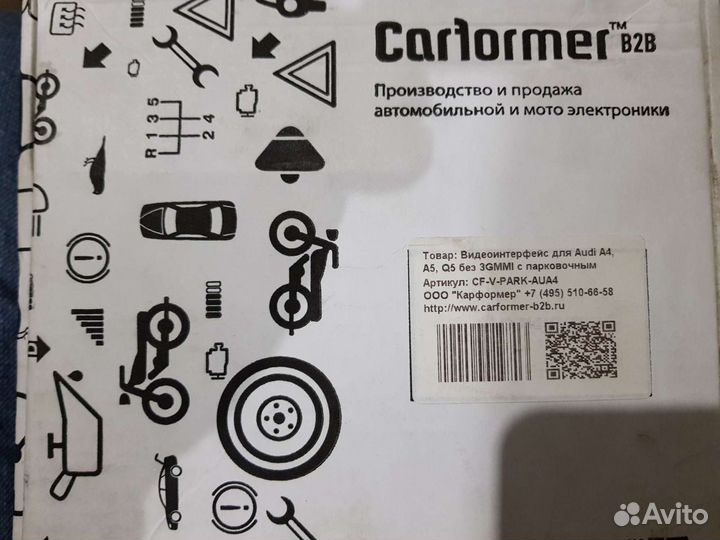 Carformer™ B2B
Производство и продажа
автомобильной и мото электроники
R 1 3 5
2 4
Товар: Видеоинтерфейс для Audi A4,
A5, Q5 без 3GMMI с парковочным
Артикул: CF-V-PARK-AUA4
ООО "Карформер" +7 (495) 510-66-58
http://www.carformer-b2b.ru
Avito